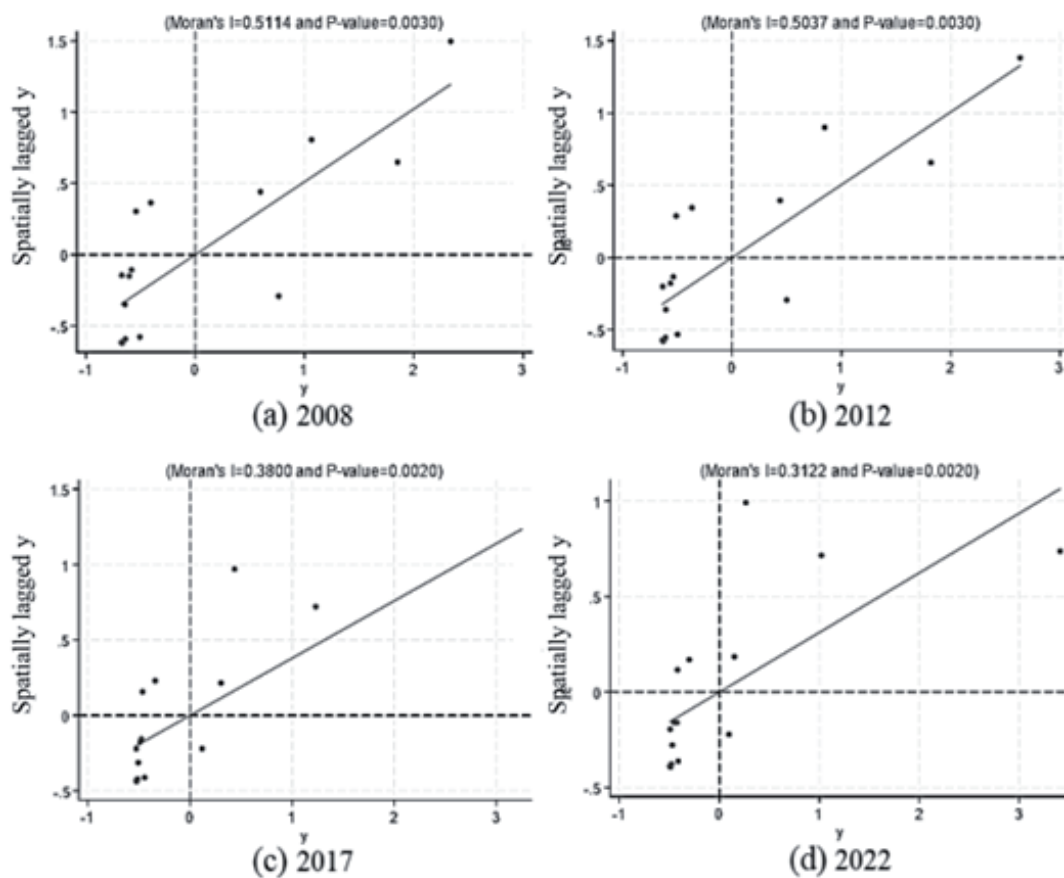 (Moran's I=0.5114 and P-value=0.0030)
1.5
1
.5
0
-.5
-1
0
1
2
3
Spatially lagged y
y
(a) 2008
(Moran's I=0.5037 and P-value=0.0030)
1.5
1
.5
0
-.5
-1
0
1
2
3
Spatially lagged y
y
(b) 2012
(Moran's I=0.3800 and P-value=0.0020)
1.5
1
.5
0
-.5
-1
0
1
2
3
Spatially lagged y
y
(c) 2017
(Moran's I=0.3122 and P-value=0.0020)
1
.5
0
-.5
-1
0
1
2
3
Spatially lagged y
y
(d) 2022